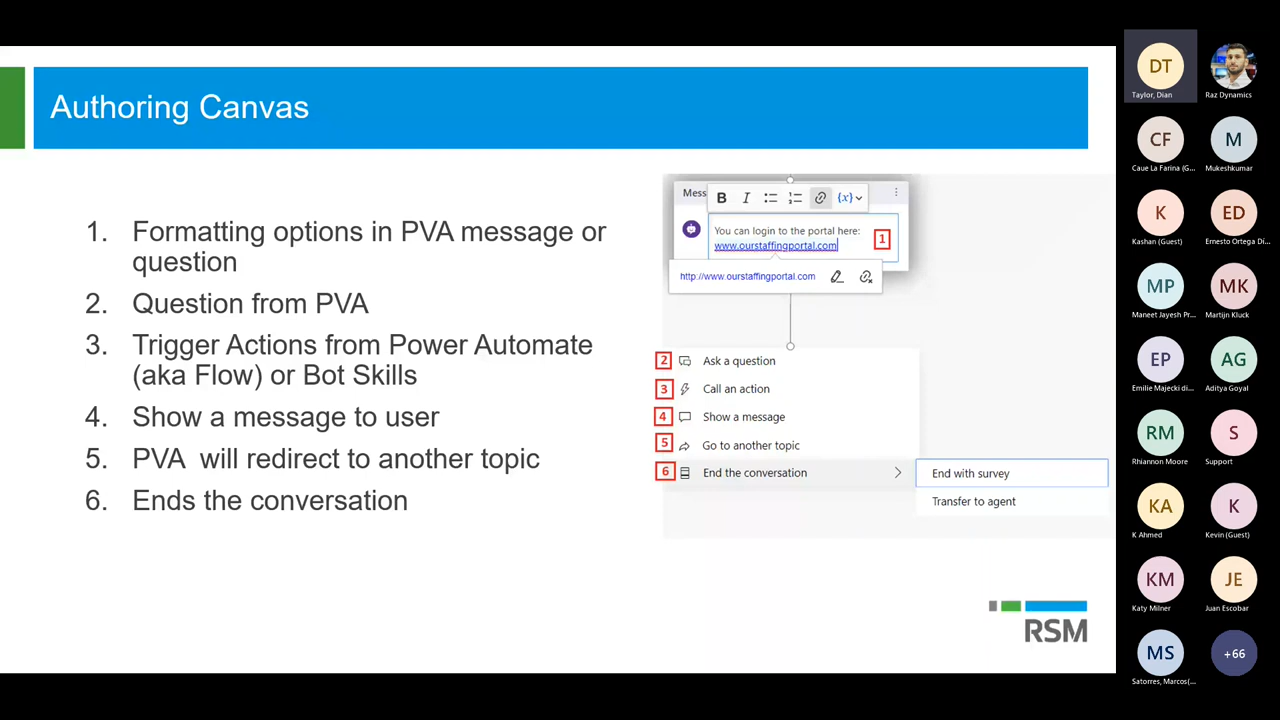 Authoring Canvas
1. Formatting options in PVA message or
question
2. Question from PVA
3. Trigger Actions from Power Automate
(aka Flow) or Bot Skills
4. Show a message to user
5. PVA will redirect to another topic
6. Ends the conversation
Mess
B I (x)
You can login to the portal here:
www.ourstaffingportal.com
1
http://www.ourstaffingportal.com
2 Ask a question
3 Call an action
4 Show a message
5 Go to another topic
6 End the conversation
End with survey
Transfer to agent
RSM
DT
Taylor, Dian
Raz Dynamics
CF
Caue La Farina (G...
M
Mukeshkumar
K
Kashan (Guest)
ED
Ernesto Ortega Di...
MP
Maneet Jayesh Pr...
MK
Martijn Kluck
EP
Emilie Majecki di...
AG
Aditya Goyal
RM
Rhiannon Moore
S
Support
KA
K Ahmed
K
Kevin (Guest)
KM
Katy Milner
JE
Juan Escobar
MS
Satorres, Marcos(...
+66